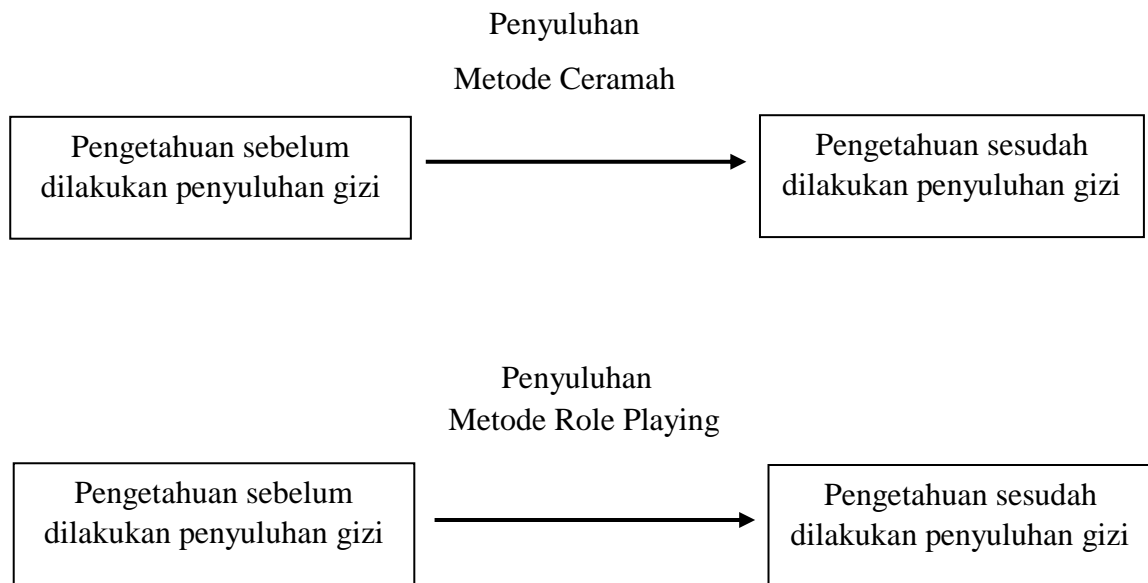 Penyuluhan
Metode Ceramah
Pengetahuan sebelum
dilakukan penyuluhan gizi
Pengetahuan sesudah
dilakukan penyuluhan gizi
Penyuluhan
Metode Role Playing
Pengetahuan sebelum
dilakukan penyuluhan gizi
Pengetahuan sesudah
dilakukan penyuluhan gizi